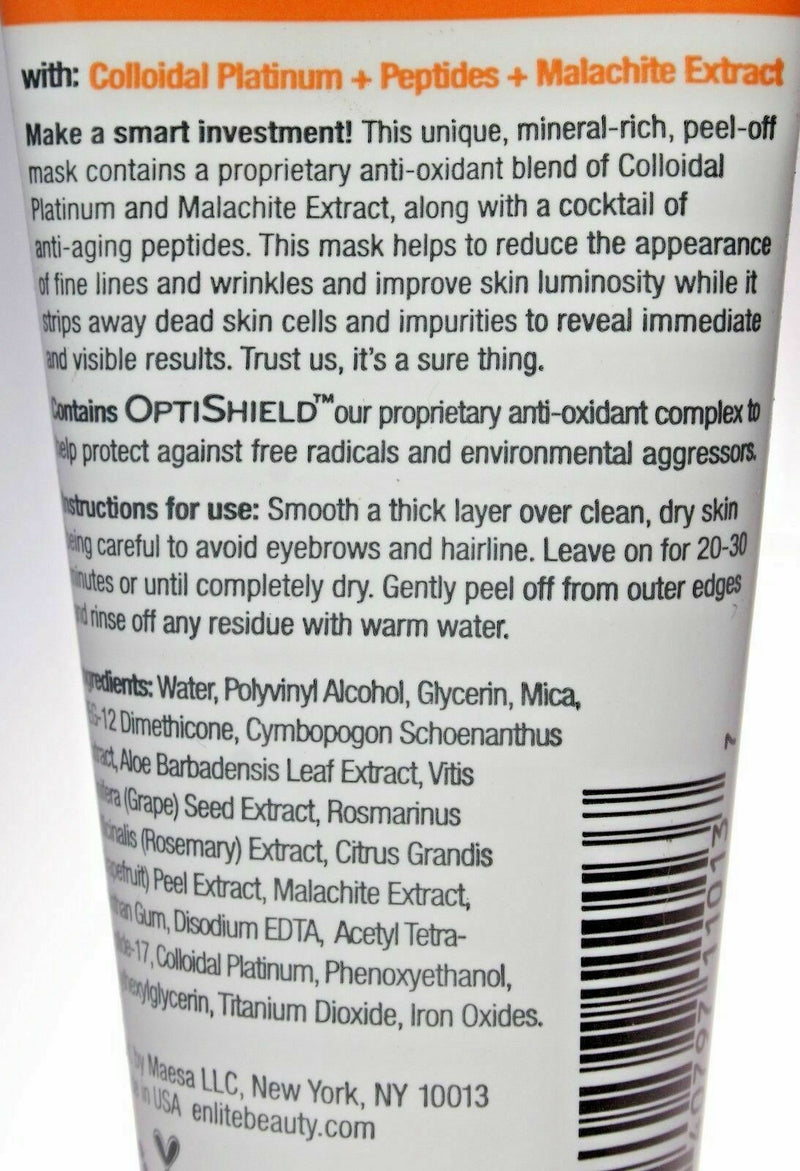 with: Colloidal Platinum + Peptides + Malachite Extract
Make a smart investment! This unique, mineral-rich, peel-off
mask contains a proprietary anti-oxidant blend of Colloidal
Platinum and Malachite Extract, along with a cocktail of
anti-aging peptides. This mask helps to reduce the appearance
of fine lines and wrinkles and improve skin luminosity while it
strips away dead skin cells and impurities to reveal immediate
and visible results. Trust us, it's a sure thing.
Contains OPTISHIELD™ our proprietary anti-oxidant complex to
help protect against free radicals and environmental aggressors.
Instructions for use: Smooth a thick layer over clean, dry skin
being careful to avoid eyebrows and hairline. Leave on for 20-30
minutes or until completely dry. Gently peel off from outer edges
and rinse off any residue with warm water.
Ingredients: Water, Polyvinyl Alcohol, Glycerin, Mica,
-12 Dimethicone, Cymbopogon Schoenanthus
Extract, Aloe Barbadensis Leaf Extract, Vitis
(Grape) Seed Extract, Rosmarinus
(Rosemary) Extract, Citrus Grandis
Peel Extract, Malachite Extract,
Gum, Disodium EDTA, Acetyl Tetra-
-17, Colloidal Platinum, Phenoxyethanol,
Titanium Dioxide, Iron Oxides.
by Maesa LLC, New York, NY 10013
in USA enlitebeauty.com
7